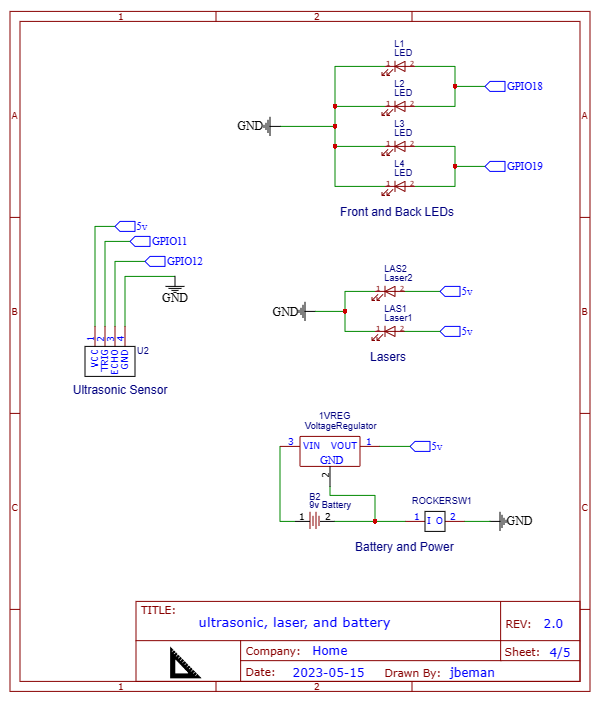 1
2
A
A
L1
LED
1
2
L2
LED
1
2
GPIO18
GND
L3
LED
1
2
L4
LED
1
2
GPIO19
Front and Back LEDs
5v
GPIO11
GPIO12
GND
1
2
3
4
VCC
TRIG
ECHO
GND
U2
Ultrasonic Sensor
B
B
LAS2
Laser2
1
2
5v
GND
LAS1
Laser1
1
2
5v
Lasers
1VREG
VoltageRegulator
3
VIN
VOUT
1
5v
GND
2
B2
9v Battery
1
2
ROCKERSW1
1
I O
2
GND
Battery and Power
C
C
TITLE:
ultrasonic, laser, and battery
REV: 2.0
Company: Home
Sheet: 4/5
Date: 2023-05-15 Drawn By: jbeman
1
2